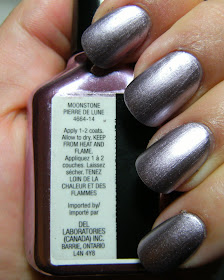 MOONSTONE
PIERRE DE LUNE
4664-14
Apply 1-2 coats.
Allow to dry. KEEP
FROM HEAT AND
FLAME.
Appliquez 1 à 2
couches. Laissez
sécher. TENEZ
LOIN DE LA
CHALEUR ET DES
FLAMMES
Imported by/
Importé par
DEL
LABORATORIES
(CANADA) INC.
BARRIE, ONTARIO
L4N 4Y8